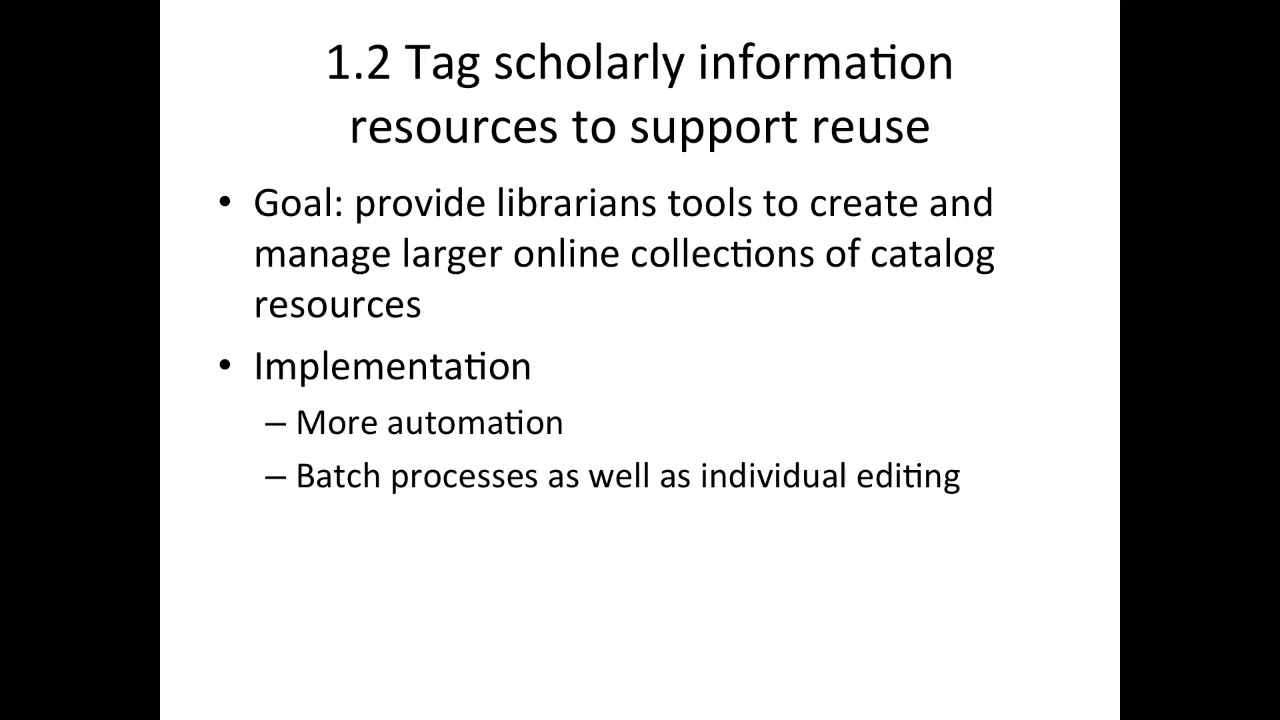 1.2 Tag scholarly information
resources to support reuse
• Goal: provide librarians tools to create and
manage larger online collections of catalog
resources
• Implementation
– More automation
– Batch processes as well as individual editing